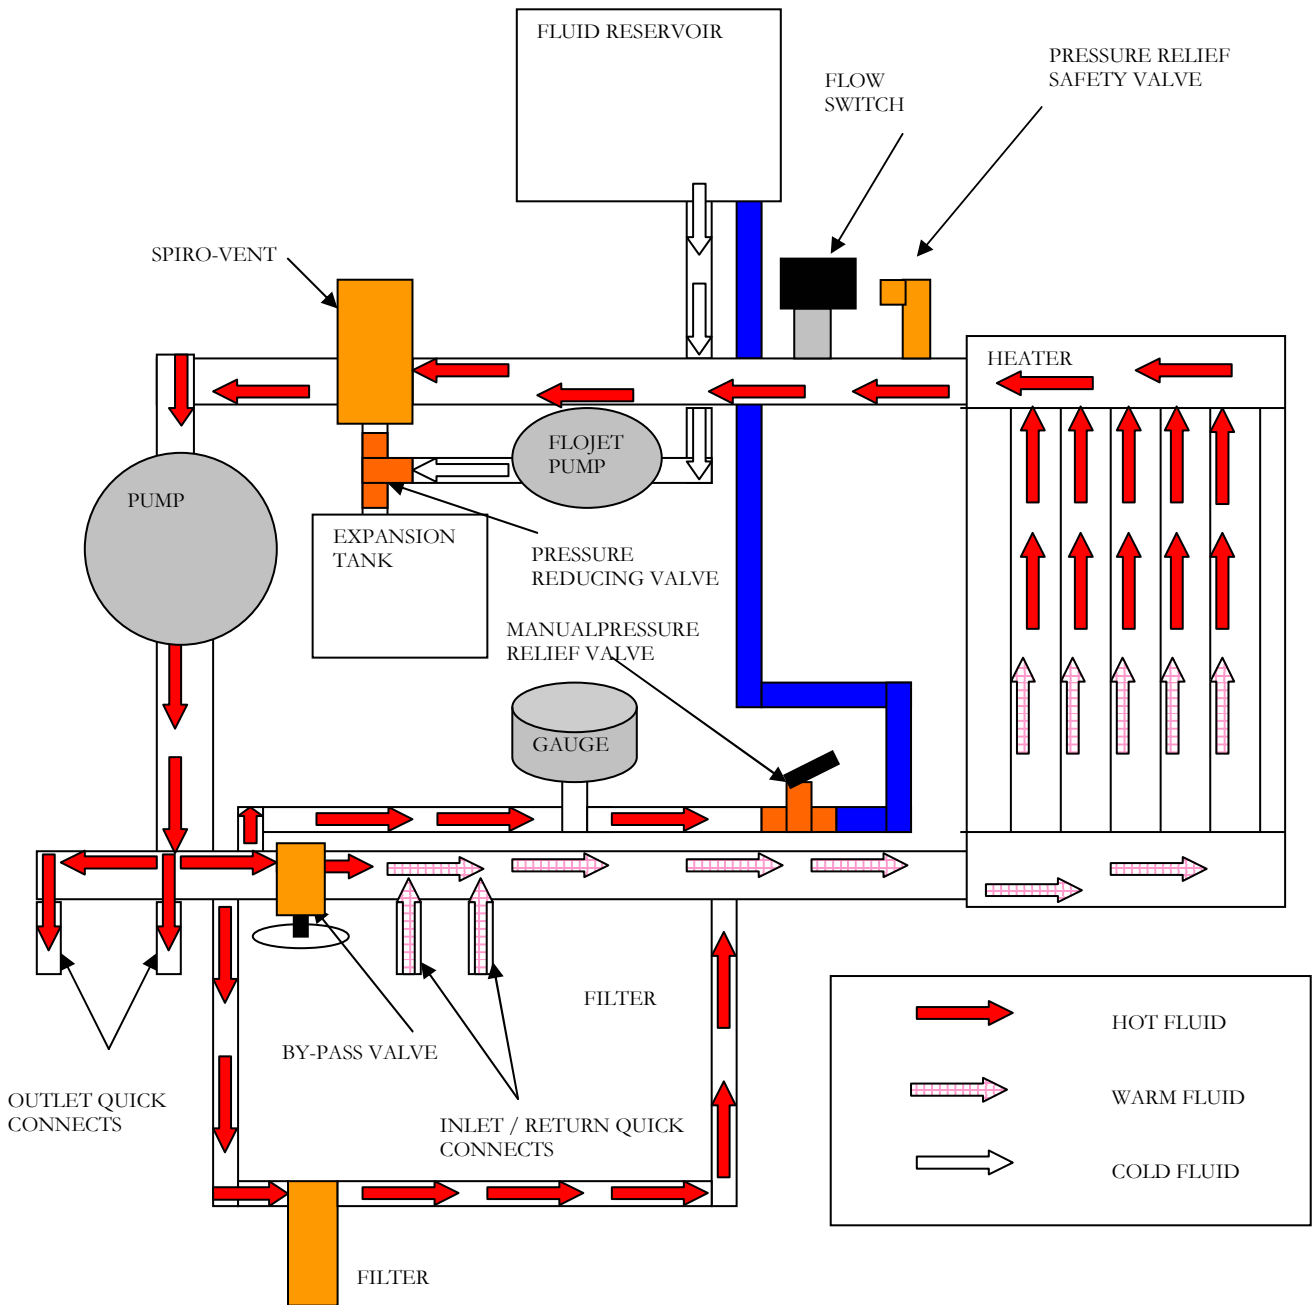 FLUID RESERVOIR
PRESSURE RELIEF
SAFETY VALVE
FLOW
SWITCH
SPIRO-VENT
HEATER
FLOJET
PUMP
PUMP
EXPANSION
TANK
PRESSURE
REDUCING VALVE
MANUALPRESSURE
RELIEF VALVE
GAUGE
FILTER
BY-PASS VALVE
OUTLET QUICK
CONNECTS
INLET / RETURN QUICK
CONNECTS
HOT FLUID
WARM FLUID
COLD FLUID
FILTER